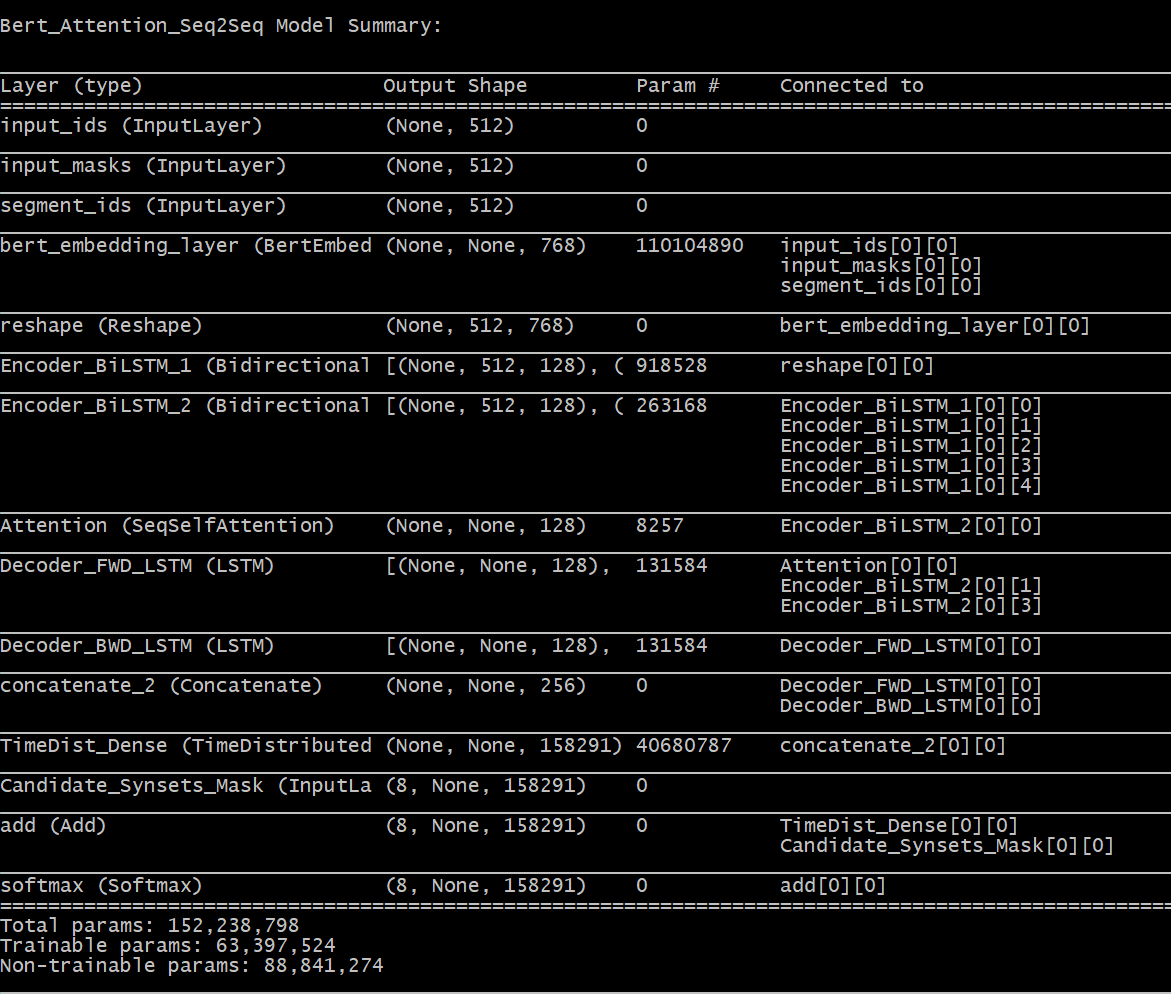 Bert_Attention_Seq2Seq Model Summary:
Layer (type) Output Shape Param # Connected to
input_ids (InputLayer) (None, 512) 0
input_masks (InputLayer) (None, 512) 0
segment_ids (InputLayer) (None, 512) 0
bert_embedding_layer (BertEmbed (None, None, 768) 110104890 input_ids[0][0]
input_masks[0][0]
segment_ids[0][0]
reshape (Reshape) (None, 512, 768) 0 bert_embedding_layer[0][0]
Encoder_BiLSTM_1 (Bidirectional [(None, 512, 128), ( 918528 reshape[0][0]
Encoder_BiLSTM_2 (Bidirectional [(None, 512, 128), ( 263168 Encoder_BiLSTM_1[0][0]
Encoder_BiLSTM_1[0][1]
Encoder_BiLSTM_1[0][2]
Encoder_BiLSTM_1[0][3]
Encoder_BiLSTM_1[0][4]
Attention (SeqSelfAttention) (None, None, 128) 8257 Encoder_BiLSTM_2[0][0]
Decoder_FWD_LSTM (LSTM) [(None, None, 128), 131584 Attention[0][0]
Encoder_BiLSTM_2[0][1]
Encoder_BiLSTM_2[0][3]
Decoder_BWD_LSTM (LSTM) [(None, None, 128), 131584 Decoder_FWD_LSTM[0][0]
concatenate_2 (Concatenate) (None, None, 256) 0 Decoder_FWD_LSTM[0][0]
Decoder_BWD_LSTM[0][0]
TimeDist_Dense (TimeDistributed (None, None, 158291) 40680787 concatenate_2[0][0]
Candidate_Synsets_Mask (InputLa (8, None, 158291) 0
add (Add) (8, None, 158291) 0 TimeDist_Dense[0][0]
Candidate_Synsets_Mask[0][0]
softmax (Softmax) (8, None, 158291) 0 add[0][0]
Total params: 152,238,798
Trainable params: 63,397,524
Non-trainable params: 88,841,274